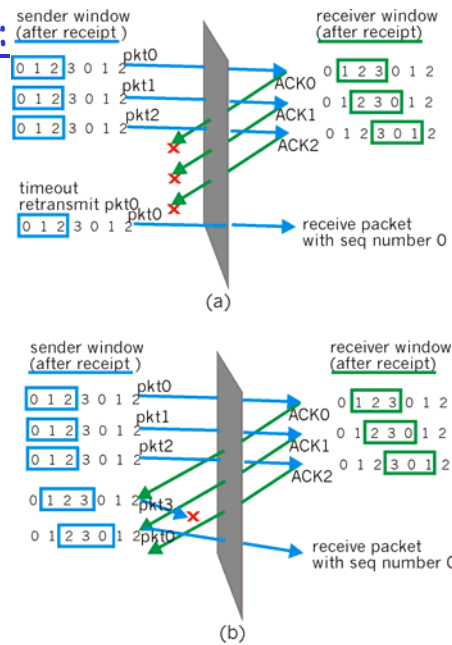 :
sender window
(after receipt )
receiver window
(after receipt)
0 1 2 3 0 1 2 pkt0
ACK0
0 1 2 3 0 1 2
0 1 2 3 0 1 2 pkt1
ACK1
0 1 2 3 0 1 2
0 1 2 3 0 1 2 pkt2
ACK2
0 1 2 3 0 1 2
timeout
retransmit pkt0
0 1 2 3 0 1 2 pkt0
receive packet
with seq number 0
(a)
sender window
(after receipt )
receiver window
(after receipt)
0 1 2 3 0 1 2 pkt0
ACK0
0 1 2 3 0 1 2
0 1 2 3 0 1 2 pkt1
ACK1
0 1 2 3 0 1 2
0 1 2 3 0 1 2 pkt2
ACK2
0 1 2 3 0 1 2
0 1 2 3 0 1 2 pkt3
0 1 2 3 0 1 2 pkt0
receive packet
with seq number 0
(b)